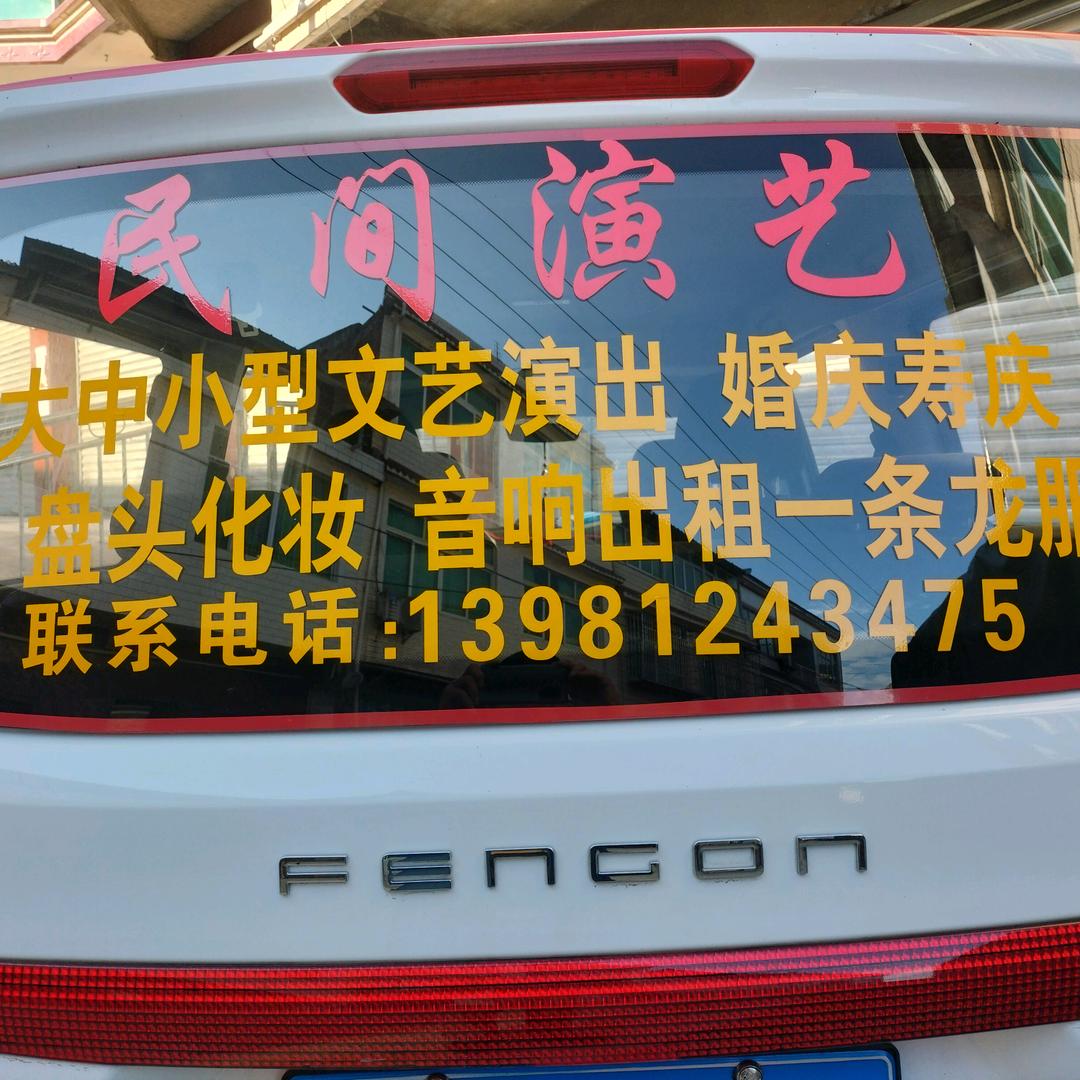 民间演艺
大中小型文艺演出 婚庆寿庆
盘头化妆 音响出租一条龙服
联系电话:13981243475
FENGON